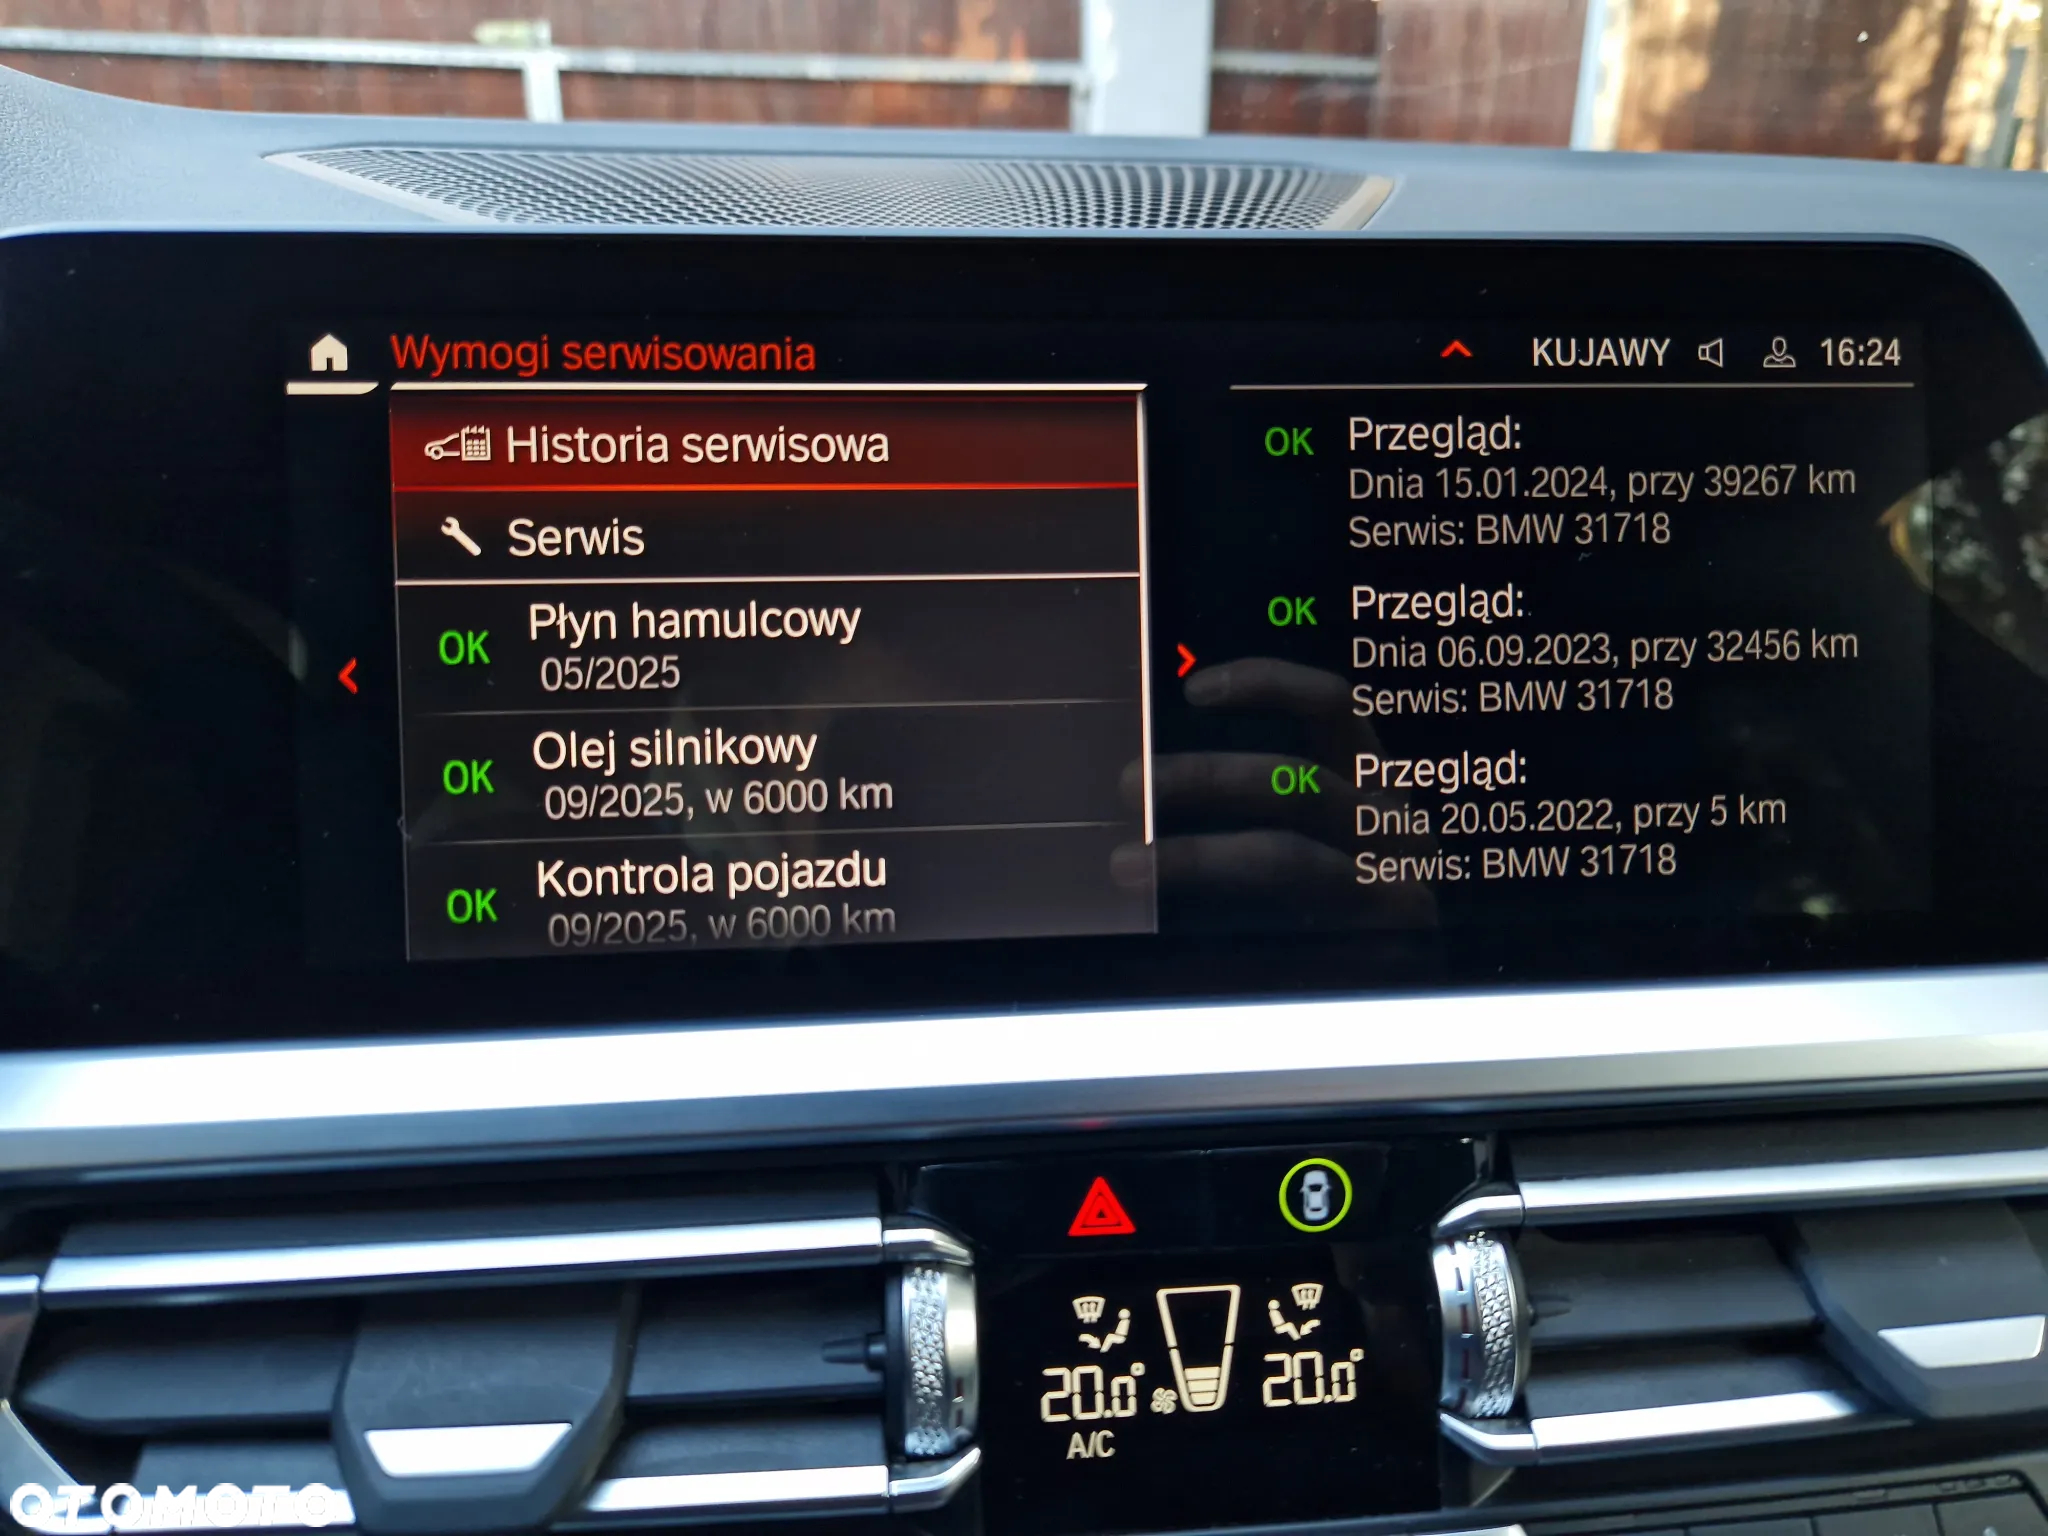 Wymogi serwisowania
KUJAWY 16:24
Historia serwisowa
Serwis
OK Płyn hamulcowy
05/2025
OK Olej silnikowy
09/2025, w 6000 km
OK Kontrola pojazdu
09/2025, w 6000 km
OK Przegląd:
Dnia 15.01.2024, przy 39267 km
Serwis: BMW 31718
OK Przegląd:
Dnia 06.09.2023, przy 32456 km
Serwis: BMW 31718
OK Przegląd:
Dnia 20.05.2022, przy 5 km
Serwis: BMW 31718
20.0° 20.0°
A/C
OTOMOTO